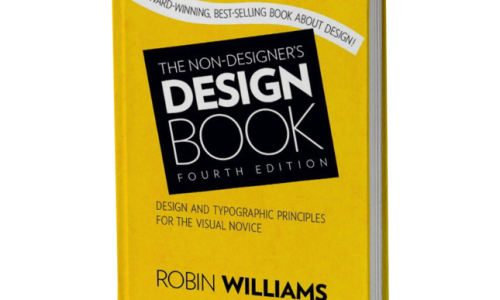 WARD-WINNING, BEST-SELLING BOOK ABOUT DESIGN!
THE NON-DESIGNER'S
DESIGN
BOOK
FOURTH EDITION
DESIGN AND TYPOGRAPHIC PRINCIPLES
FOR THE VISUAL NOVICE
ROBIN WILLIAMS